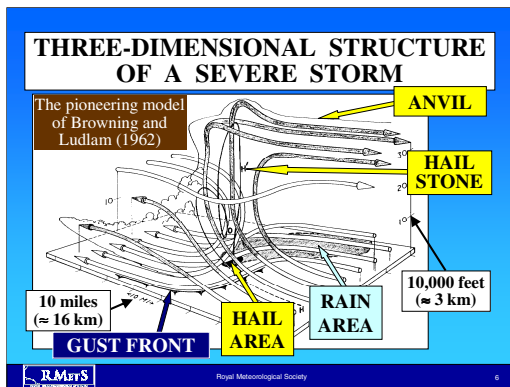 THREE-DIMENSIONAL STRUCTURE
OF A SEVERE STORM
The pioneering model
of Browning and
Ludlam (1962)
ANVIL
HAIL
STONE
H
10
O
H
10 miles
(≈ 16 km)
GUST FRONT
HAIL
AREA
RAIN
AREA
10,000 feet
(≈ 3 km)
RMETS
Royal Meteorological Society
6